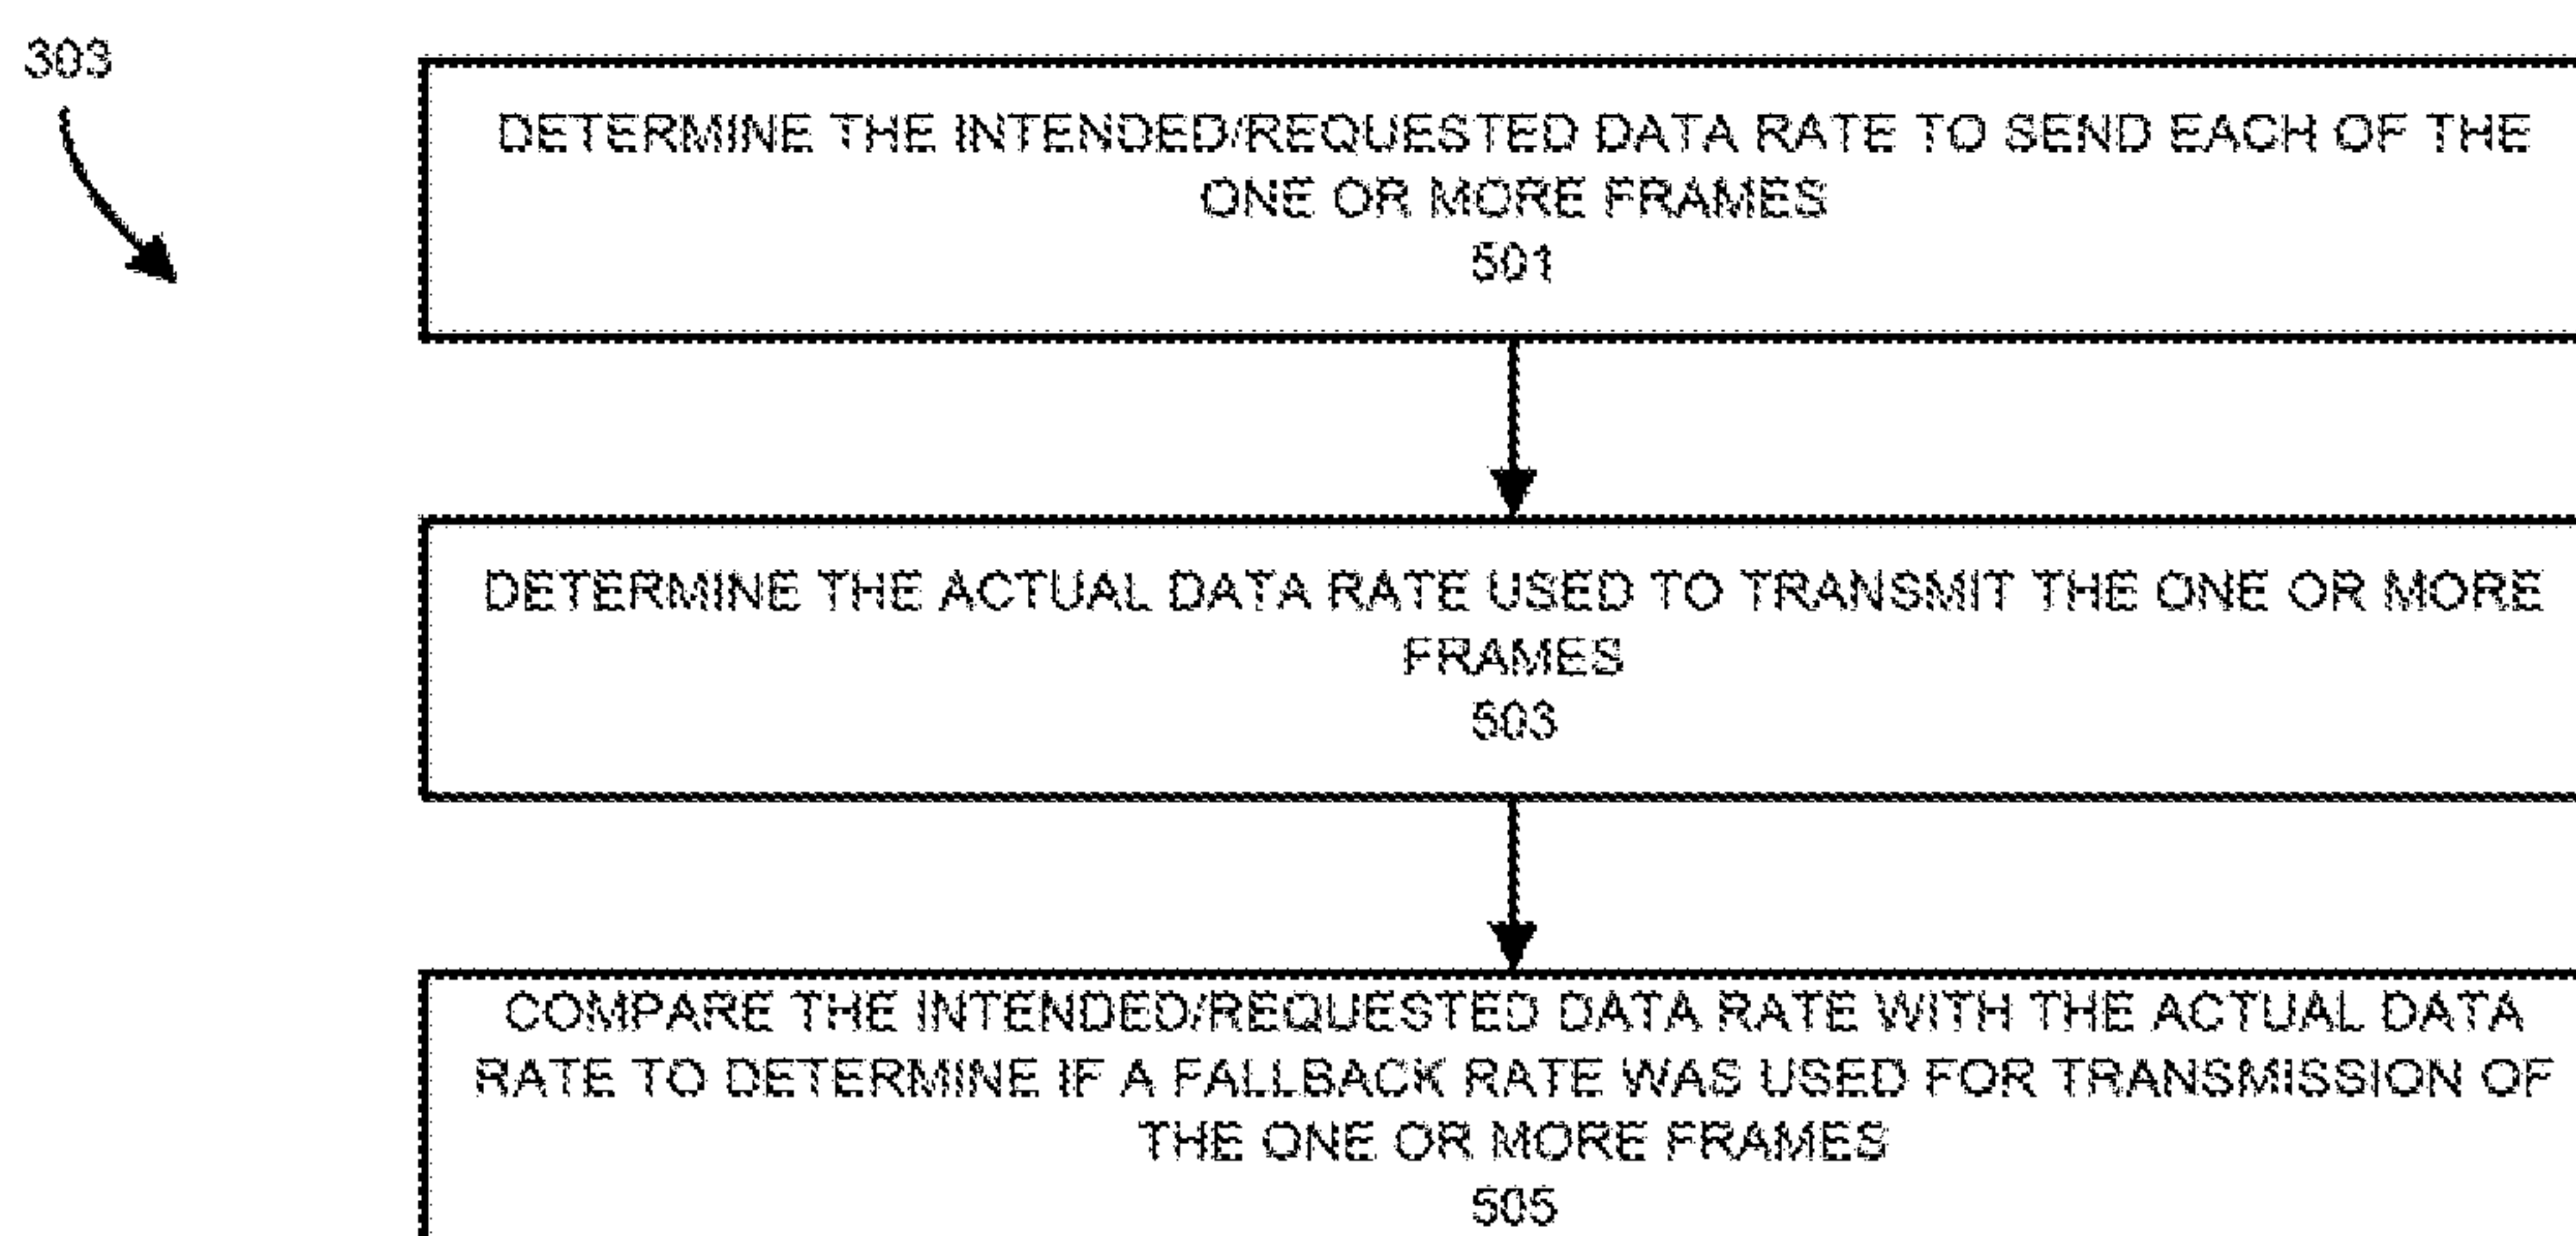 303
DETERMINE THE INTENDED/REQUESTED DATA RATE TO SEND EACH OF THE
ONE OR MORE FRAMES
501
DETERMINE THE ACTUAL DATA RATE USED TO TRANSMIT THE ONE OR MORE
FRAMES
503
COMPARE THE INTENDED/REQUESTED DATA RATE WITH THE ACTUAL DATA
RATE TO DETERMINE IF A FALLBACK RATE WAS USED FOR TRANSMISSION OF
THE ONE OR MORE FRAMES
505